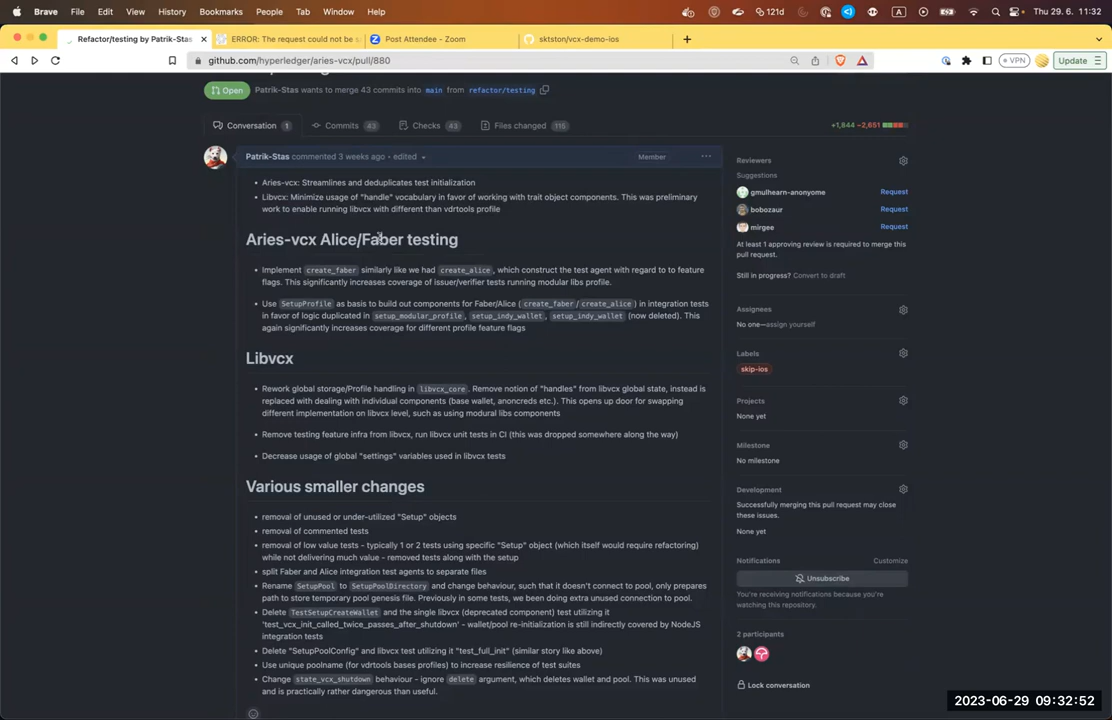 Brave File Edit View History Bookmarks Patrik Tab Window Help 121d A Thu 29. 6. 11:32
Refactor/testing by Patrik-Stas × ERROR: The request could not be s Post Attendee - Zoom sktston/vcx-demo-ios +
github.com/hyperledger/aries-vcx/pull/880 VPN Update
Open Patrik-Stas wants to merge 43 commits into main from refactor/testing
Conversation 1 Commits 43 Checks 43 Files changed 115 +1,844 −2,651
Patrik-Stas commented 3 weeks ago • edited Member
Aries-vcx: Streamlines and deduplicates test initialization
Libvcx: Minimize usage of "handle" vocabulary in favor of working with trait object components. This was preliminary
work to enable running libvcx with different than vdrtools profile
Aries-vcx Alice/Faber testing
Implement create_faber similarly like we had create_alice, which construct the test agent with regard to to feature
flags. This significantly increases coverage of issuer/verifier tests running modular libs profile.
Use SetupProfile as basis to build out components for Faber/Alice (create_faber/create_alice) in integration tests
in favor of logic duplicated in setup_modular_profile, setup_indy_wallet, setup_indy_wallet (now deleted). This
again significantly increases coverage for different profile feature flags
Libvcx
Rework global storage/Profile handling in libvcx_core. Remove notion of "handles" from libvcx global state, instead is
replaced with dealing with individual components (base wallet, anoncreds etc.). This opens up door for swapping
different implementation on libvcx level, such as using modural libs components
Remove testing feature infra from libvcx, run libvcx unit tests in CI (this was dropped somewhere along the way)
Decrease usage of global "settings" variables used in libvcx tests
Various smaller changes
removal of unused or under-utilized "Setup" objects
removal of commented tests
removal of low value tests - typically 1 or 2 tests using specific "Setup" object (which itself would require refactoring)
while not delivering much value - removed tests along with the setup
split Faber and Alice integration test agents to separate files
Rename SetupPool to SetupPoolDirectory and change behaviour, such that it doesn't connect to pool, only prepares
path to store temporary pool genesis file. Previously in some tests, we been doing extra unused connection to pool.
Delete TestSetupCreateWallet and the single libvcx (deprecated component) test utilizing it
'test_vcx_init_called_twice_passes_after_shutdown' - wallet/pool re-initialization is still indirectly covered by NodeJS
integration tests
Delete "SetupPoolConfig" and libvcx test utilizing it "test_full_init" (similar story like above)
Use unique poolname (for vdrtools bases profiles) to increase resilience of test suites
Change state_vcx_shutdown behaviour - ignore delete argument, which deletes wallet and pool. This was unused
and is practically rather dangerous than useful.
Reviewers
Suggestions
gmulhearn-anonyome Request
bobozaur Request
mirgee Request
At least 1 approving review is required to merge this
pull request.
Still in progress? Convert to draft
Assignees
No one—assign yourself
Labels
skip-ios
Projects
None yet
Milestone
No milestone
Development
Successfully merging this pull request may close
these issues.
None yet
Notifications Customize
Unsubscribe
You're receiving notifications because you're
watching this repository.
2 participants
Lock conversation
2023-06-29 09:32:52